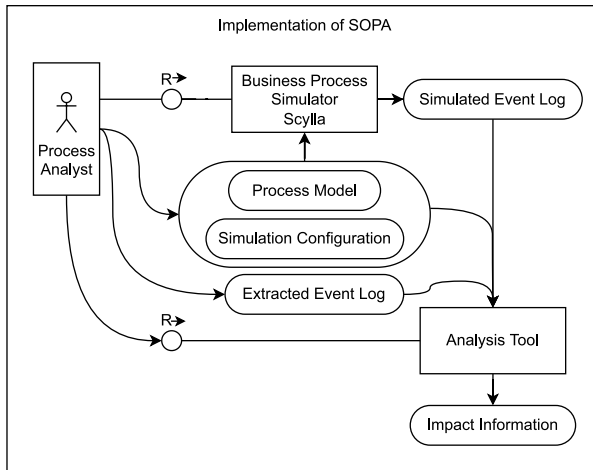 Implementation of SOPA
R
Business Process
Simulator
Scylla
Simulated Event Log
Process
Analyst
Process Model
Simulation Configuration
Extracted Event Log
R
Analysis Tool
Impact Information